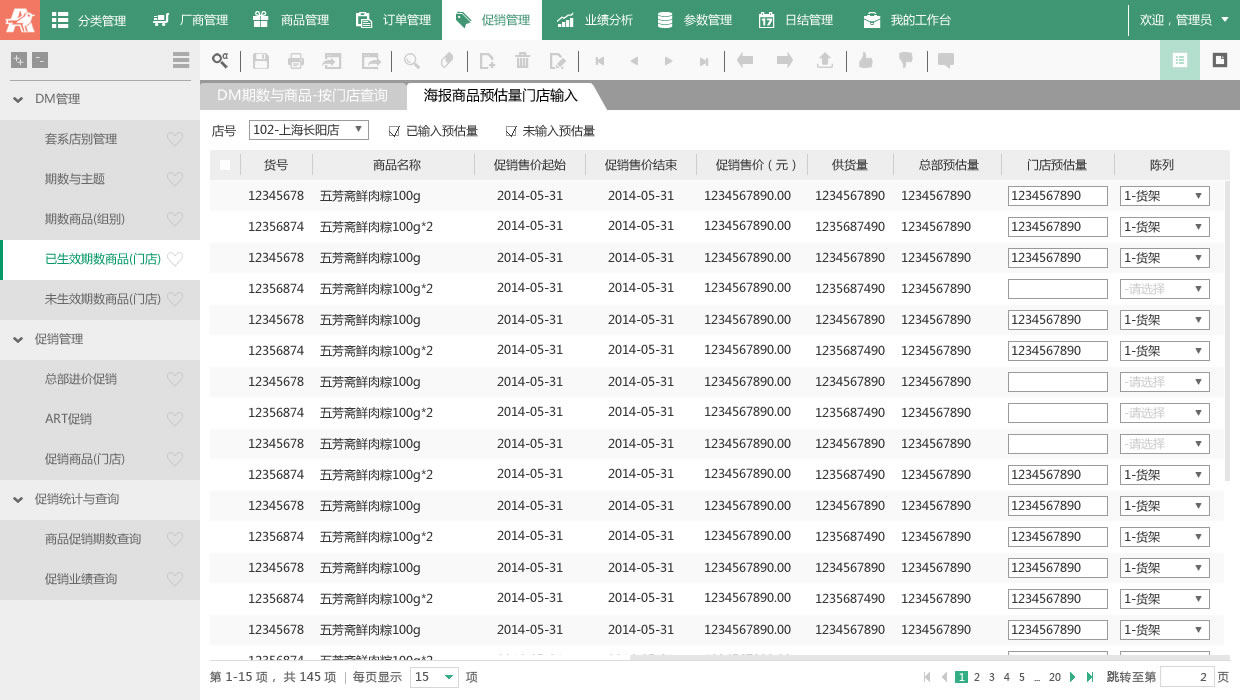 分类管理 厂商管理 商品管理 订单管理 促销管理 业绩分析 参数管理 日结管理 我的工作台 欢迎，管理员
DM管理
套系店别管理
期数与主题
期数商品(组别)
已生效期数商品(门店)
未生效期数商品(门店)
促销管理
总部进价促销
ART促销
促销商品(门店)
促销统计与查询
商品促销期数查询
促销业绩查询
DM期数与商品-按门店查询 海报商品预估量门店输入
店号 102-上海长阳店 已输入预估量 未输入预估量
货号 商品名称 促销售价起始 促销售价结束 促销售价（元） 供货量 总部预估量 门店预估量 陈列
12345678 五芳斋鲜肉粽100g 2014-05-31 2014-05-31 1234567890.00 1234567890 1234567890 1234567890 1-货架
12356874 五芳斋鲜肉粽100g*2 2014-05-31 2014-05-31 1234567890.00 1235687490 1234567890 1234567890 1-货架
12345678 五芳斋鲜肉粽100g 2014-05-31 2014-05-31 1234567890.00 1234567890 1234567890 1234567890 1-货架
12356874 五芳斋鲜肉粽100g*2 2014-05-31 2014-05-31 1234567890.00 1235687490 1234567890 -请选择
12345678 五芳斋鲜肉粽100g 2014-05-31 2014-05-31 1234567890.00 1234567890 1234567890 1234567890 1-货架
12356874 五芳斋鲜肉粽100g*2 2014-05-31 2014-05-31 1234567890.00 1235687490 1234567890 1234567890 1-货架
12345678 五芳斋鲜肉粽100g 2014-05-31 2014-05-31 1234567890.00 1234567890 1234567890 -请选择
12356874 五芳斋鲜肉粽100g*2 2014-05-31 2014-05-31 1234567890.00 1235687490 1234567890 -请选择
12345678 五芳斋鲜肉粽100g 2014-05-31 2014-05-31 1234567890.00 1234567890 1234567890 -请选择
12356874 五芳斋鲜肉粽100g*2 2014-05-31 2014-05-31 1234567890.00 1235687490 1234567890 1234567890 1-货架
12345678 五芳斋鲜肉粽100g 2014-05-31 2014-05-31 1234567890.00 1234567890 1234567890 1234567890 1-货架
12356874 五芳斋鲜肉粽100g*2 2014-05-31 2014-05-31 1234567890.00 1235687490 1234567890 1234567890 1-货架
12345678 五芳斋鲜肉粽100g 2014-05-31 2014-05-31 1234567890.00 1234567890 1234567890 1234567890 1-货架
12356874 五芳斋鲜肉粽100g*2 2014-05-31 2014-05-31 1234567890.00 1235687490 1234567890 1234567890 1-货架
12345678 五芳斋鲜肉粽100g 2014-05-31 2014-05-31 1234567890.00 1234567890 1234567890 1234567890 1-货架
12356874 五芳斋鲜肉粽100g*2
第 1-15 项，共 145 项 | 每页显示 15 项 1 2 3 4 5 ... 20 跳转至第 2 页